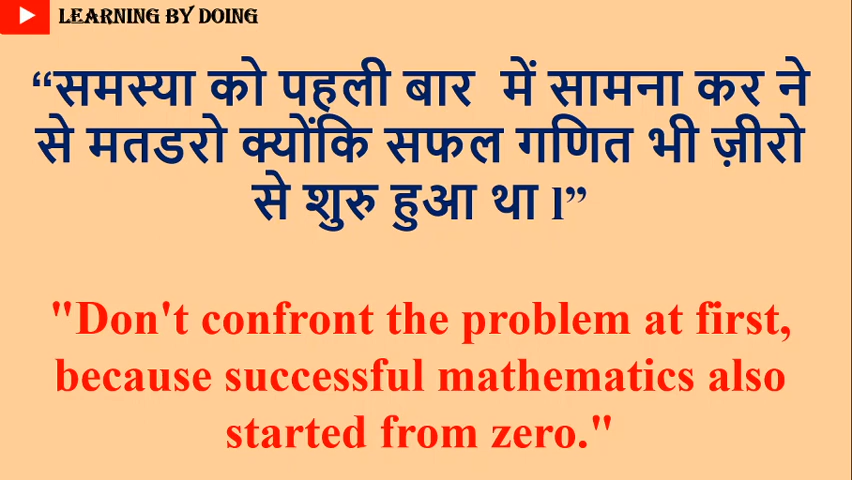 LEARNING BY DOING
“समस्या को पहली बार में सामना कर ने
से मतडरो क्योंकि सफल गणित भी ज़ीरो
से शुरु हुआ था l”
"Don't confront the problem at first,
because successful mathematics also
started from zero."